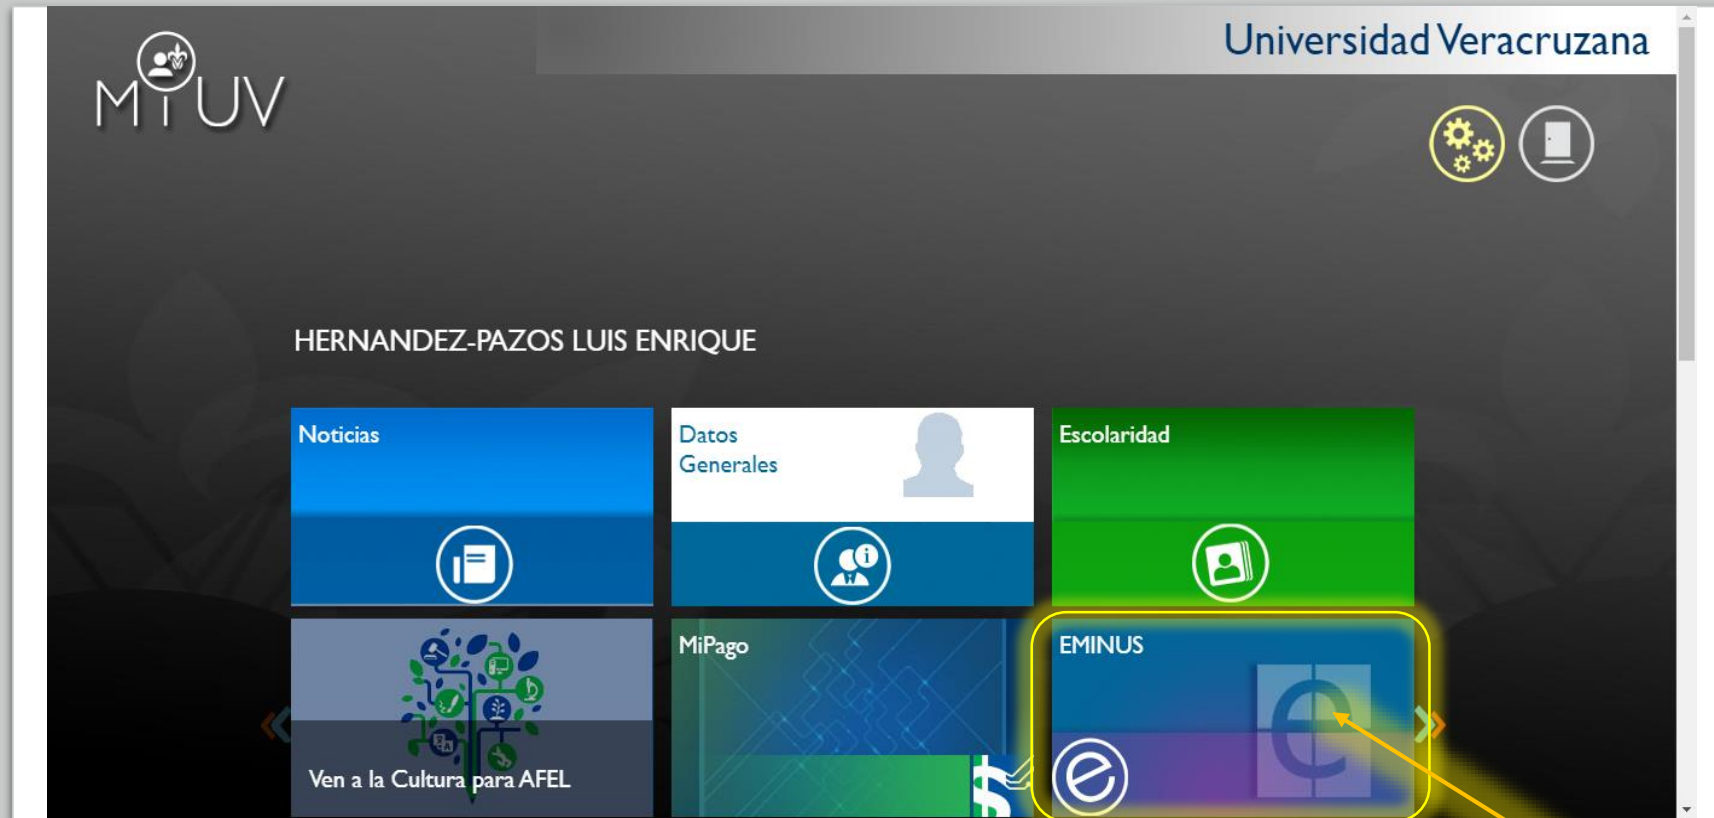 Universidad Veracruzana
MiUV
HERNANDEZ-PAZOS LUIS ENRIQUE
Noticias
Datos
Generales
Escolaridad
Ven a la Cultura para AFEL
MiPago
EMINUS